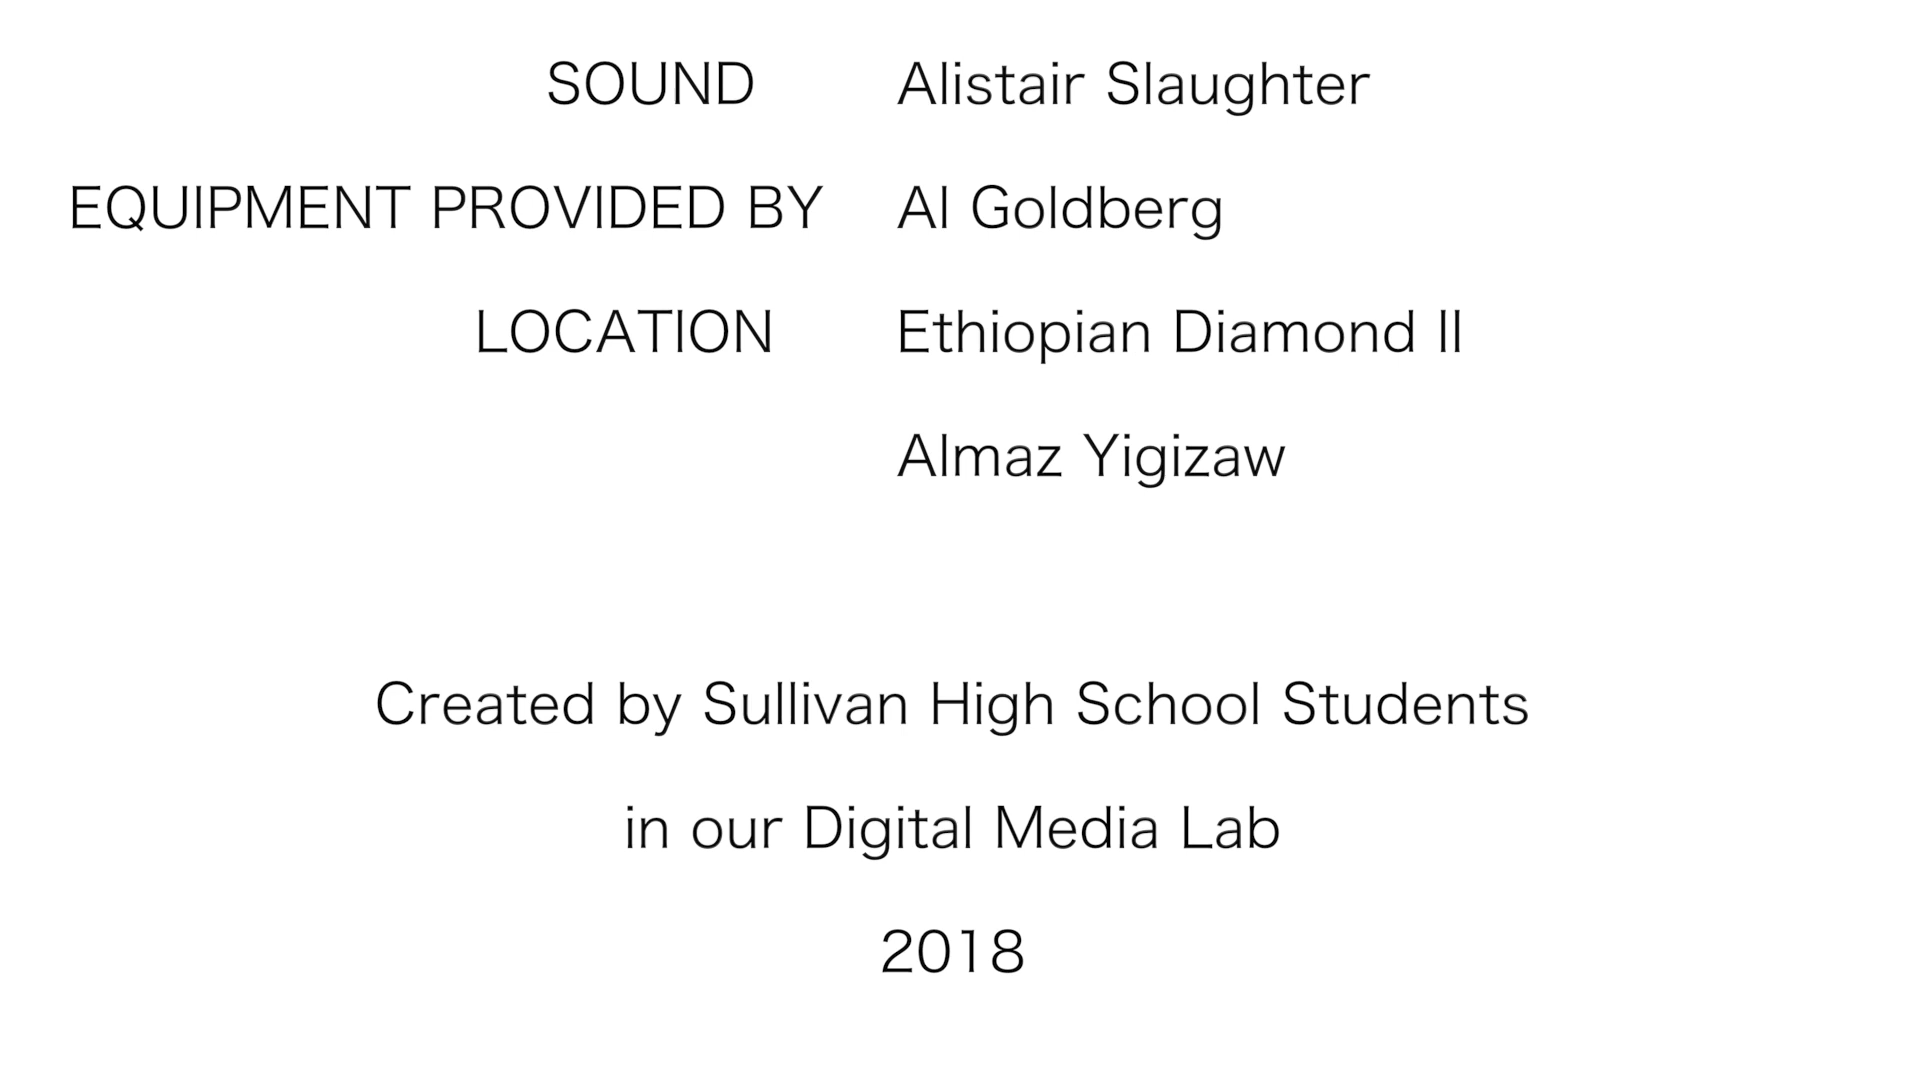 SOUND Alistair Slaughter
EQUIPMENT PROVIDED BY Al Goldberg
LOCATION Ethiopian Diamond II
Almaz Yigizaw
Created by Sullivan High School Students
in our Digital Media Lab
2018